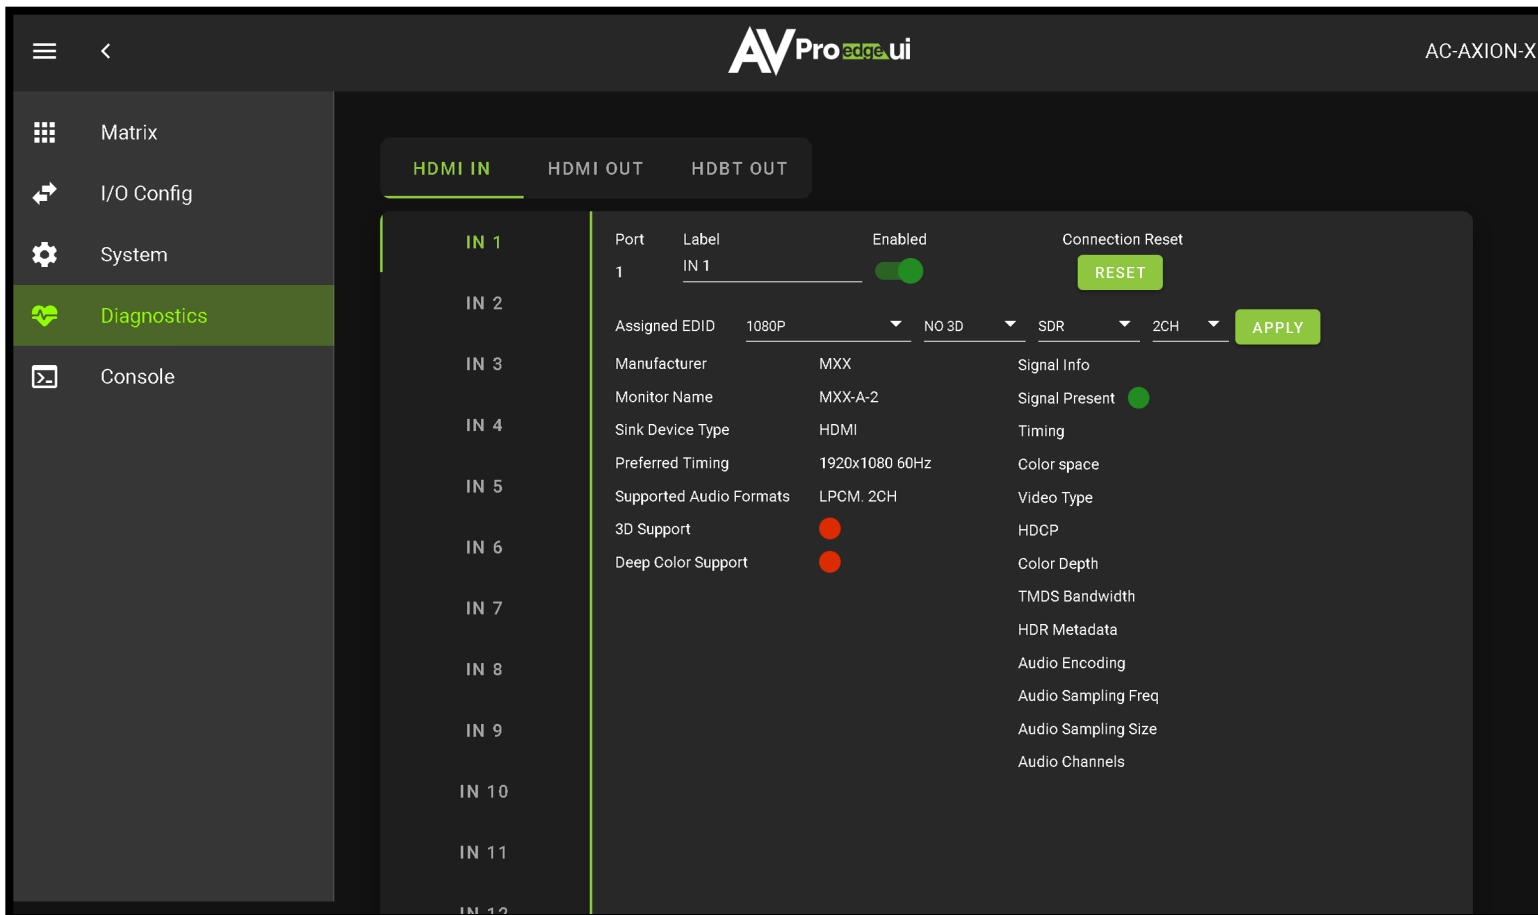 AVPro edge.ui
AC-AXION-X
Matrix
I/O Config
System
Diagnostics
Console
HDMI IN HDMI OUT HDBT OUT
IN 1
IN 2
IN 3
IN 4
IN 5
IN 6
IN 7
IN 8
IN 9
IN 10
IN 11
IN 12
Port Label Enabled Connection Reset
1 IN 1 RESET
Assigned EDID 1080P NO 3D SDR 2CH APPLY
Manufacturer MXX
Monitor Name MXX-A-2
Sink Device Type HDMI
Preferred Timing 1920x1080 60Hz
Supported Audio Formats LPCM. 2CH
3D Support
Deep Color Support
Signal Info
Signal Present
Timing
Color space
Video Type
HDCP
Color Depth
TMDS Bandwidth
HDR Metadata
Audio Encoding
Audio Sampling Freq
Audio Sampling Size
Audio Channels